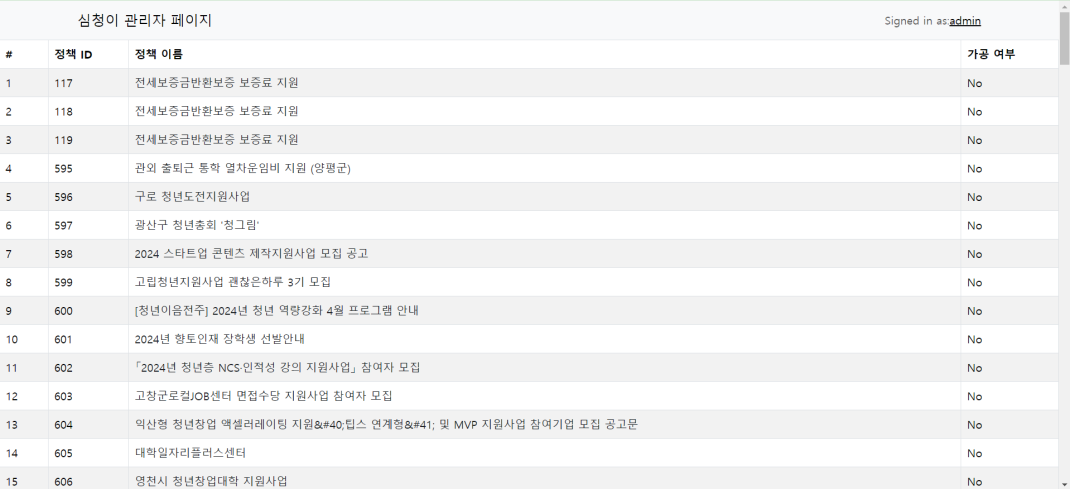 심청이 관리자 페이지
Signed in as:admin
# 정책 ID 정책 이름 가공 여부
1 117 전세보증금반환보증 보증료 지원 No
2 118 전세보증금반환보증 보증료 지원 No
3 119 전세보증금반환보증 보증료 지원 No
4 595 관외 출퇴근 통학 열차운임비 지원 (양평군) No
5 596 구로 청년도전지원사업 No
6 597 광산구 청년총회 '청그림' No
7 598 2024 스타트업 콘텐츠 제작지원사업 모집 공고 No
8 599 고립청년지원사업 괜찮은하루 3기 모집 No
9 600 [청년이음전주] 2024년 청년 역량강화 4월 프로그램 안내 No
10 601 2024년 향토인재 장학생 선발안내 No
11 602 「2024년 청년층 NCS·인적성 강의 지원사업」 참여자 모집 No
12 603 고창군로컬JOB센터 면접수당 지원사업 참여자 모집 No
13 604 익산형 청년창업 액셀러레이팅 지원&#40;팁스 연계형&#41; 및 MVP 지원사업 참여기업 모집 공고문 No
14 605 대학일자리플러스센터 No
15 606 영천시 청년창업대학 지원사업 No